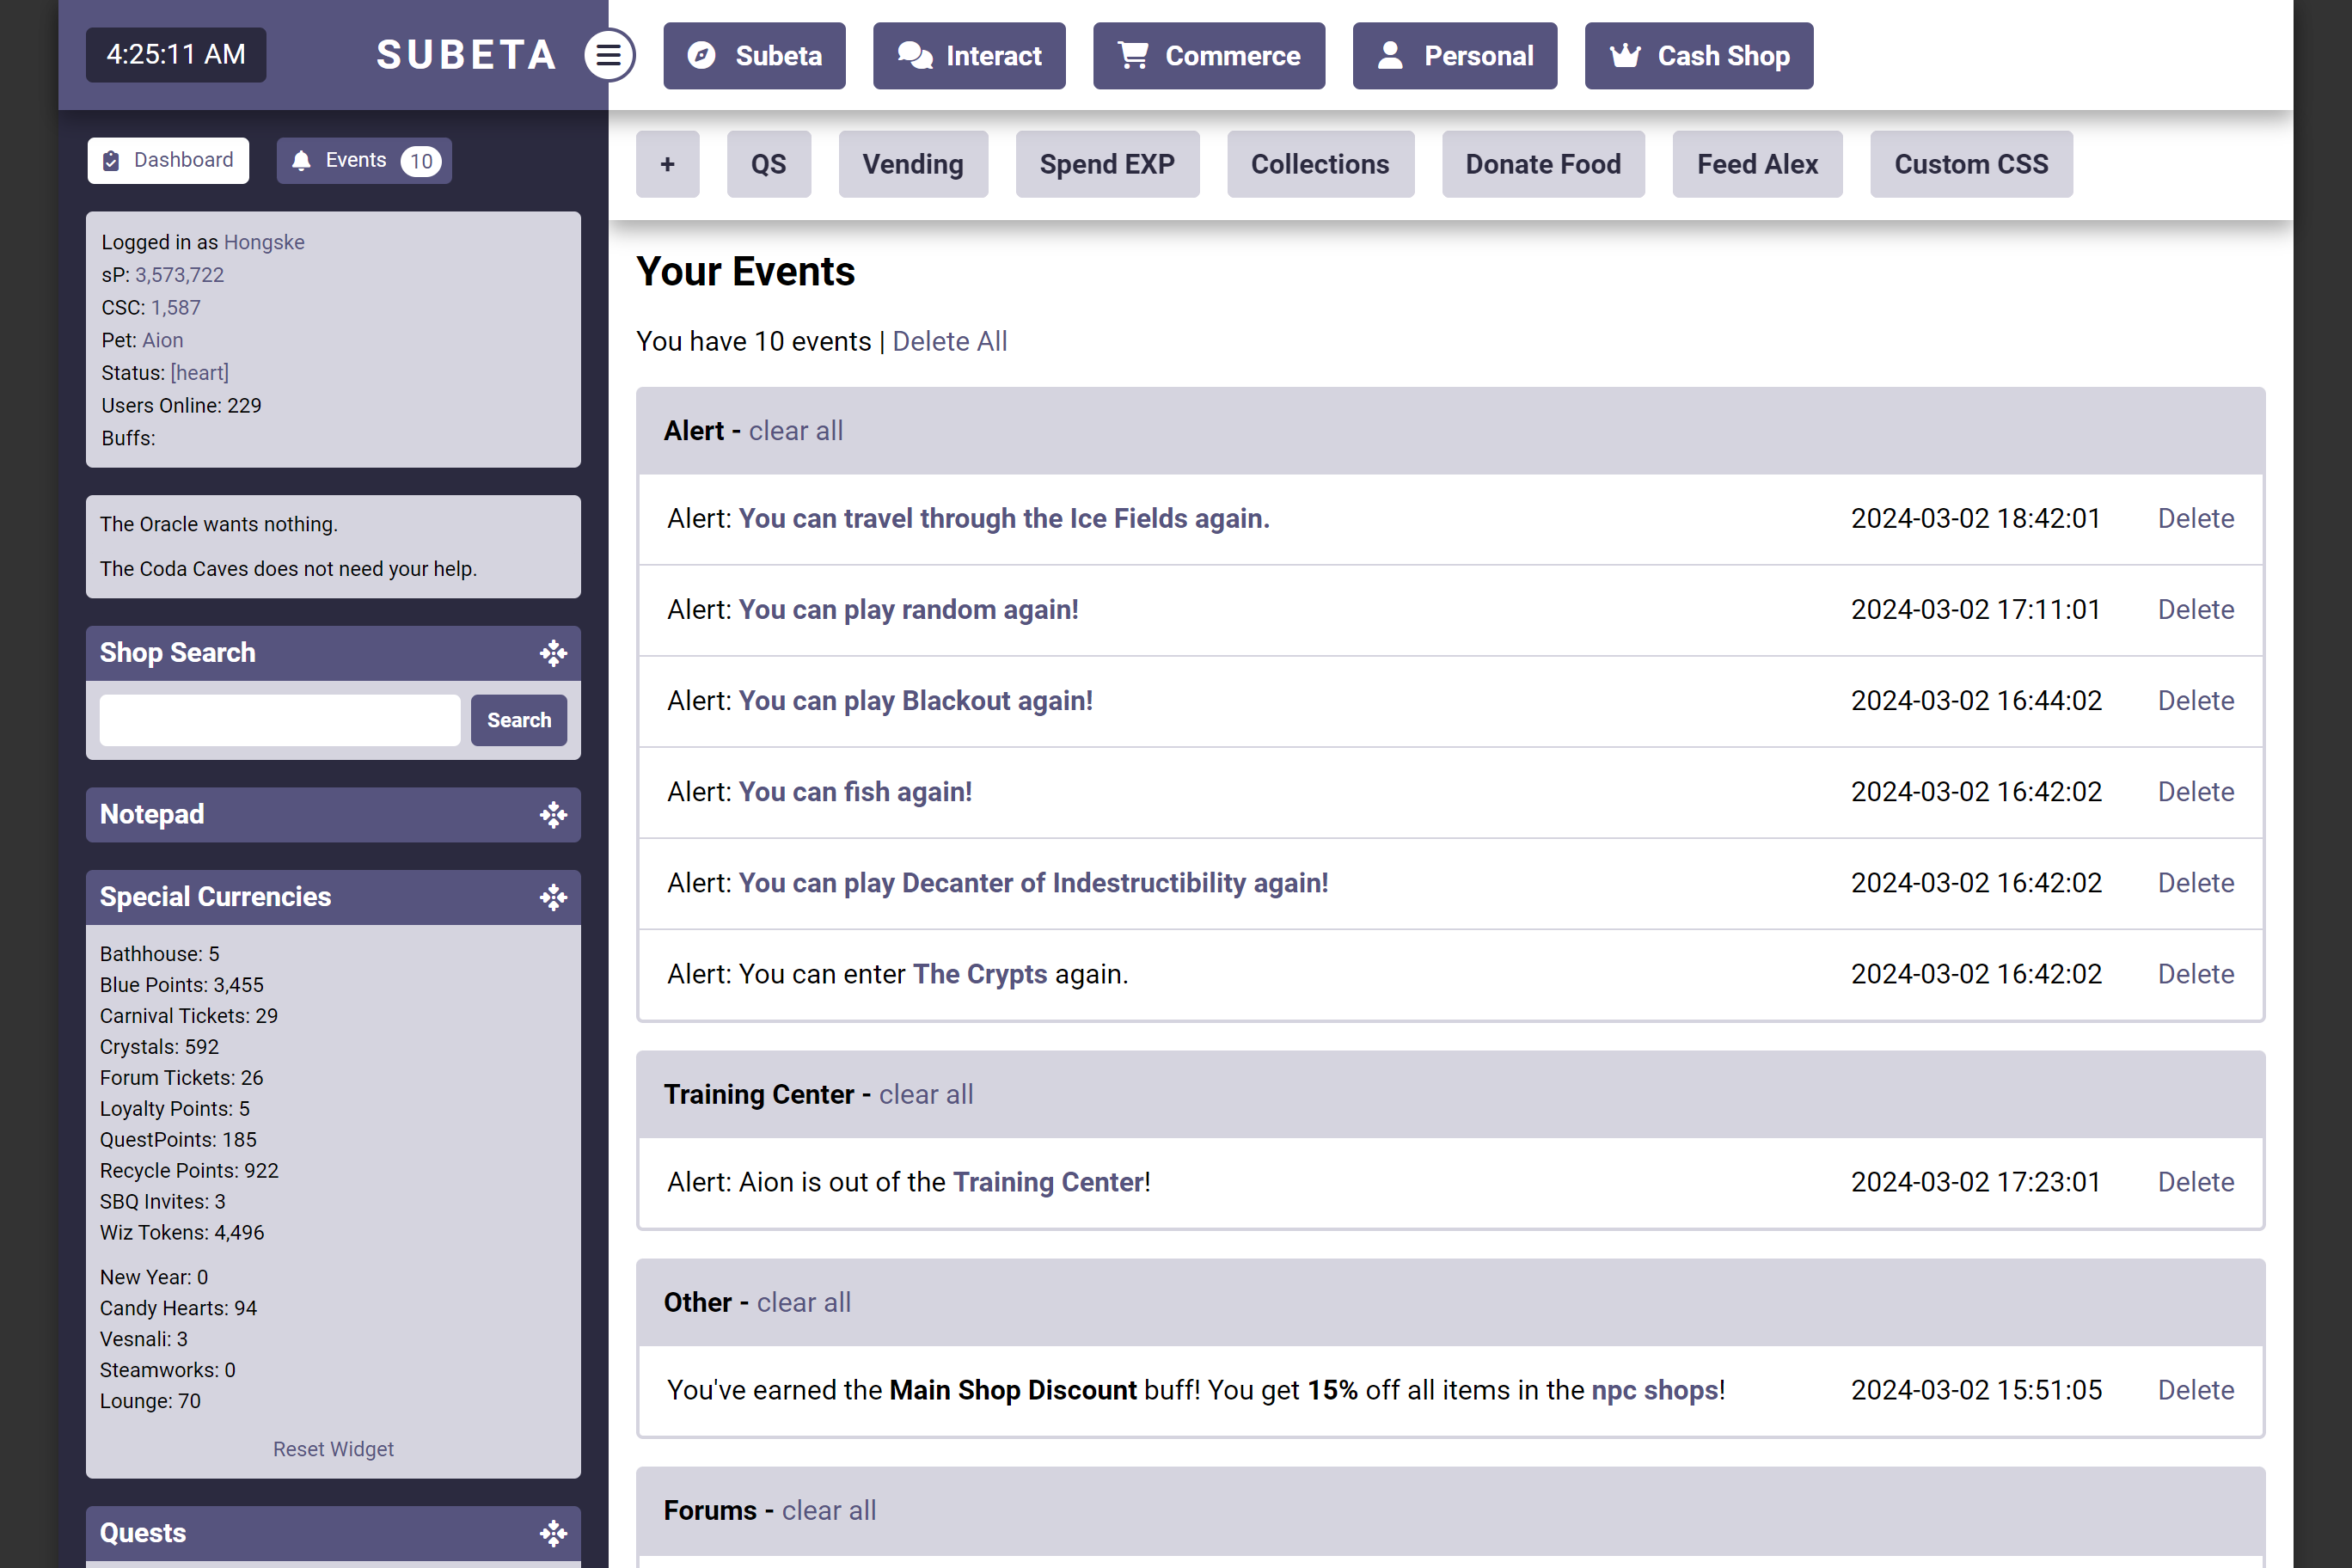 4:25:11 AM
SUBETA
Subeta
Interact
Commerce
Personal
Cash Shop
Dashboard
Events 10
+
QS
Vending
Spend EXP
Collections
Donate Food
Feed Alex
Custom CSS
Logged in as Hongske
sP: 3,573,722
CSC: 1,587
Pet: Aion
Status: [heart]
Users Online: 229
Buffs:
The Oracle wants nothing.
The Coda Caves does not need your help.
Shop Search
Search
Notepad
Special Currencies
Bathhouse: 5
Blue Points: 3,455
Carnival Tickets: 29
Crystals: 592
Forum Tickets: 26
Loyalty Points: 5
QuestPoints: 185
Recycle Points: 922
SBQ Invites: 3
Wiz Tokens: 4,496
New Year: 0
Candy Hearts: 94
Vesnali: 3
Steamworks: 0
Lounge: 70
Reset Widget
Quests
Your Events
You have 10 events | Delete All
Alert - clear all
Alert: You can travel through the Ice Fields again. 2024-03-02 18:42:01 Delete
Alert: You can play random again! 2024-03-02 17:11:01 Delete
Alert: You can play Blackout again! 2024-03-02 16:44:02 Delete
Alert: You can fish again! 2024-03-02 16:42:02 Delete
Alert: You can play Decanter of Indestructibility again! 2024-03-02 16:42:02 Delete
Alert: You can enter The Crypts again. 2024-03-02 16:42:02 Delete
Training Center - clear all
Alert: Aion is out of the Training Center! 2024-03-02 17:23:01 Delete
Other - clear all
You've earned the Main Shop Discount buff! You get 15% off all items in the npc shops! 2024-03-02 15:51:05 Delete
Forums - clear all